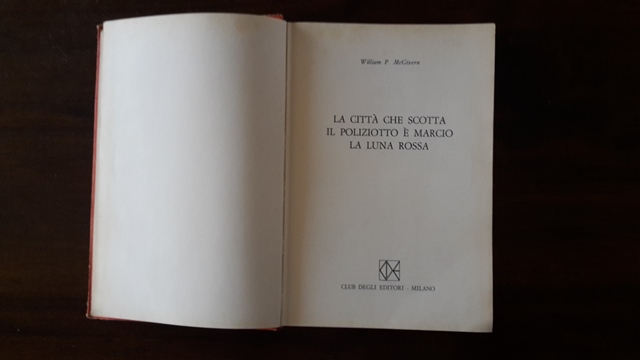 William P. McGivern
LA CITTÀ CHE SCOTTA
IL POLIZIOTTO È MARCIO
LA LUNA ROSSA
CLUB DEGLI EDITORI - MILANO